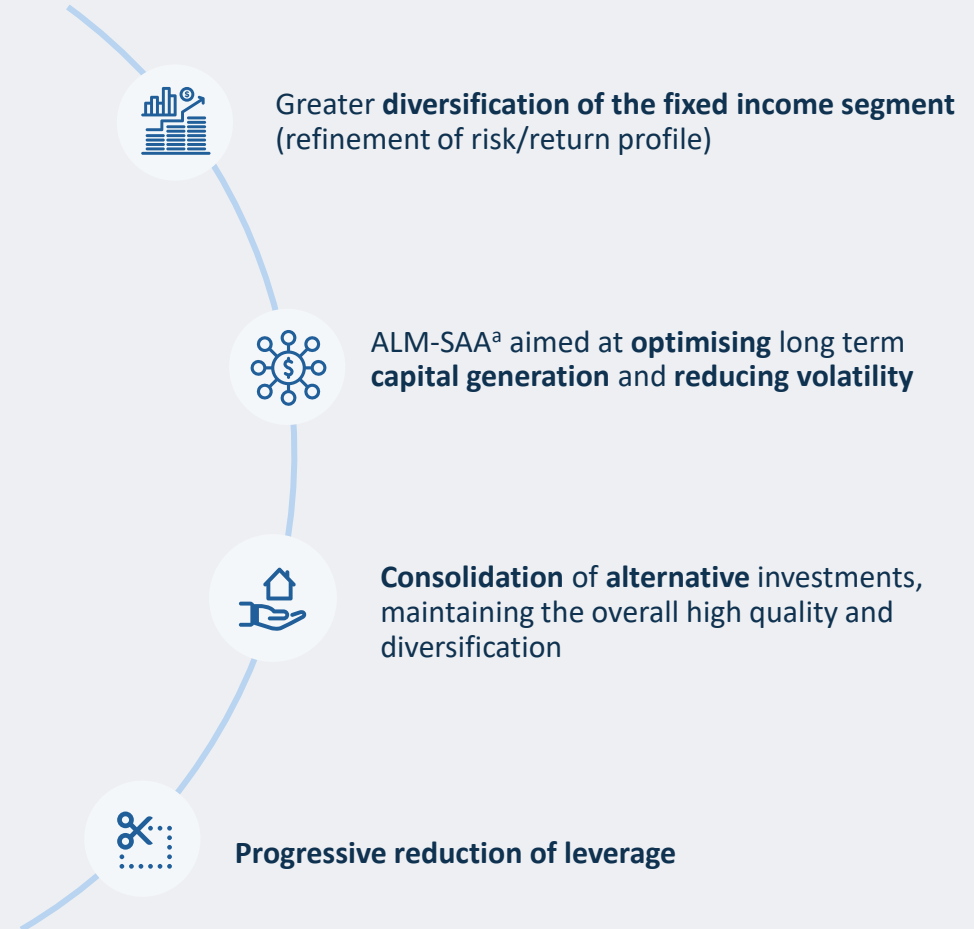 Greater diversification of the fixed income segment
(refinement of risk/return profile)
ALM-SAAᵃ aimed at optimising long term
capital generation and reducing volatility
Consolidation of alternative investments,
maintaining the overall high quality and
diversification
Progressive reduction of leverage